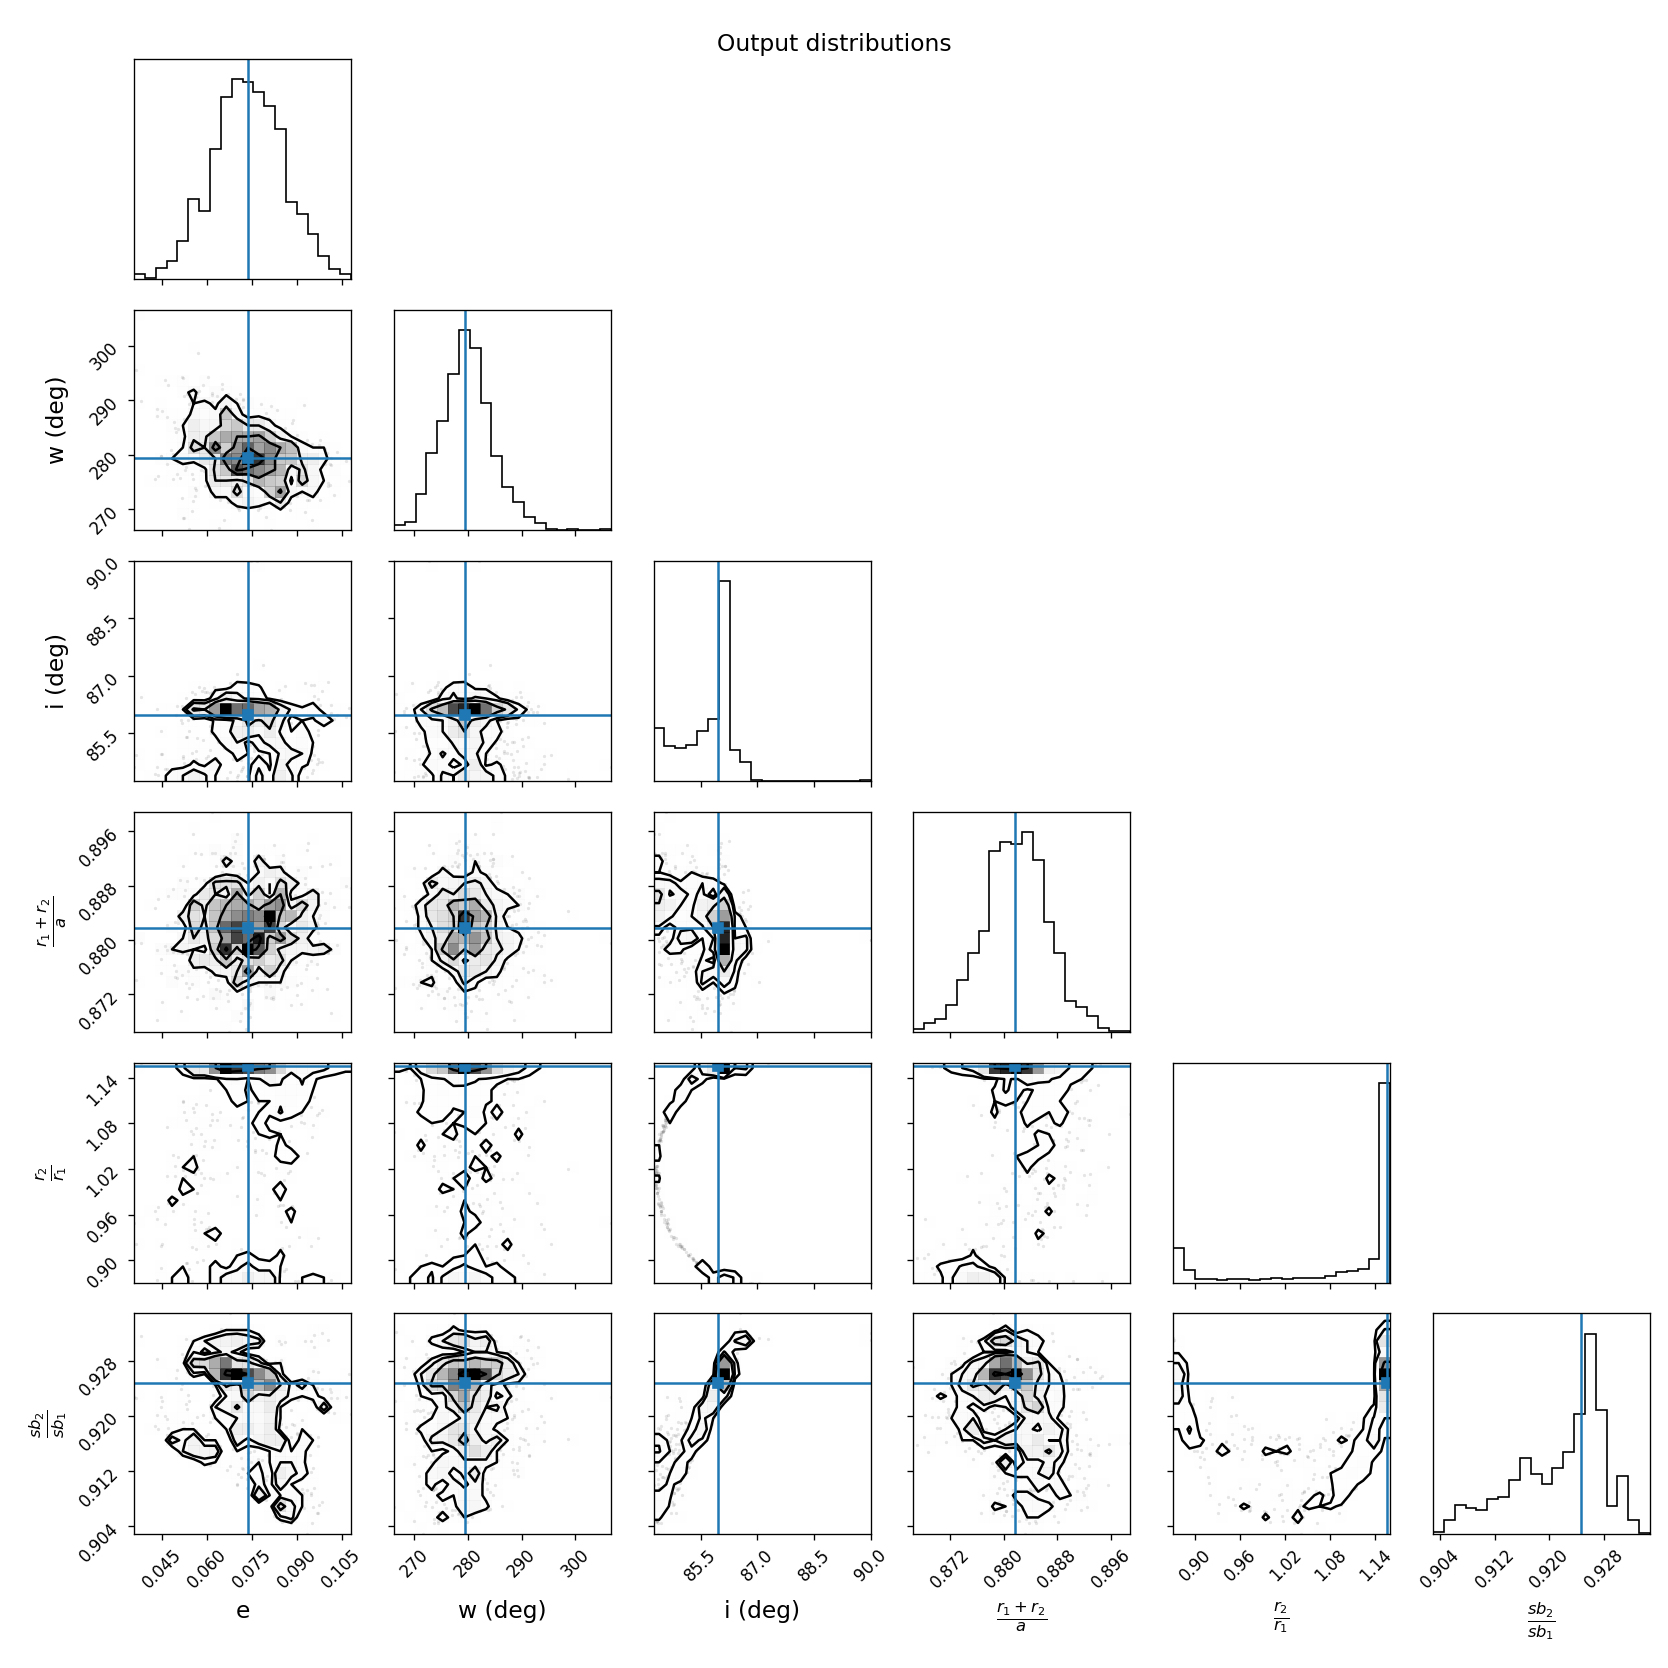 Output distributions
300
290
280
270
w (deg)
90.0
88.5
87.0
85.5
i (deg)
0.896
0.888
0.880
0.872
r₁ + r₂
a
1.14
1.08
1.02
0.96
0.90
r₂
r₁
0.928
0.920
0.912
0.904
sb₂
sb₁
0.045 0.060 0.075 0.090 0.105
270 280 290 300
85.5 87.0 88.5 90.0
0.872 0.880 0.888 0.896
0.90 0.96 1.02 1.08 1.14
0.904 0.912 0.920 0.928
e
w (deg)
i (deg)
r₁ + r₂
a
r₂
r₁
sb₂
sb₁